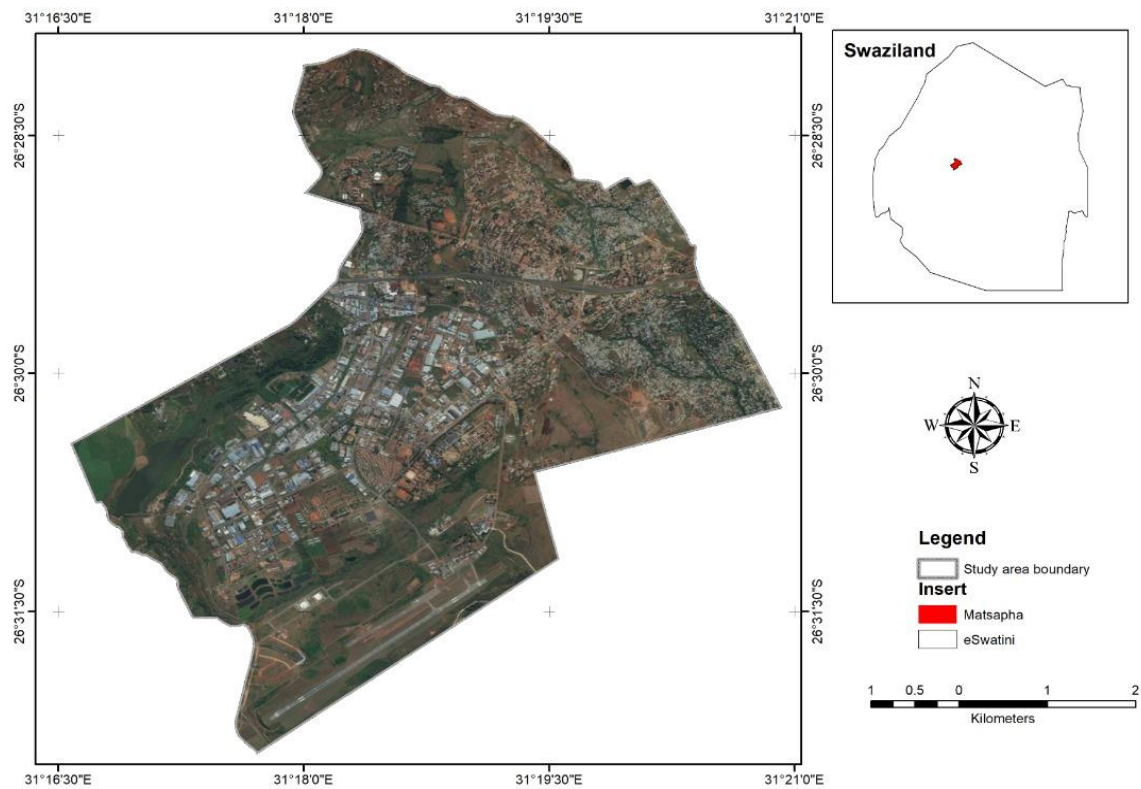 31°16'30"E 31°18'0"E 31°19'30"E 31°21'0"E
26°28'30"S 26°28'30"S
26°30'0"S 26°30'0"S
26°31'30"S 26°31'30"S
31°16'30"E 31°18'0"E 31°19'30"E 31°21'0"E
Swaziland
N
W E
S
Legend
Study area boundary
Insert
Matsapha
eSwatini
1 0.5 0 1 2
Kilometers